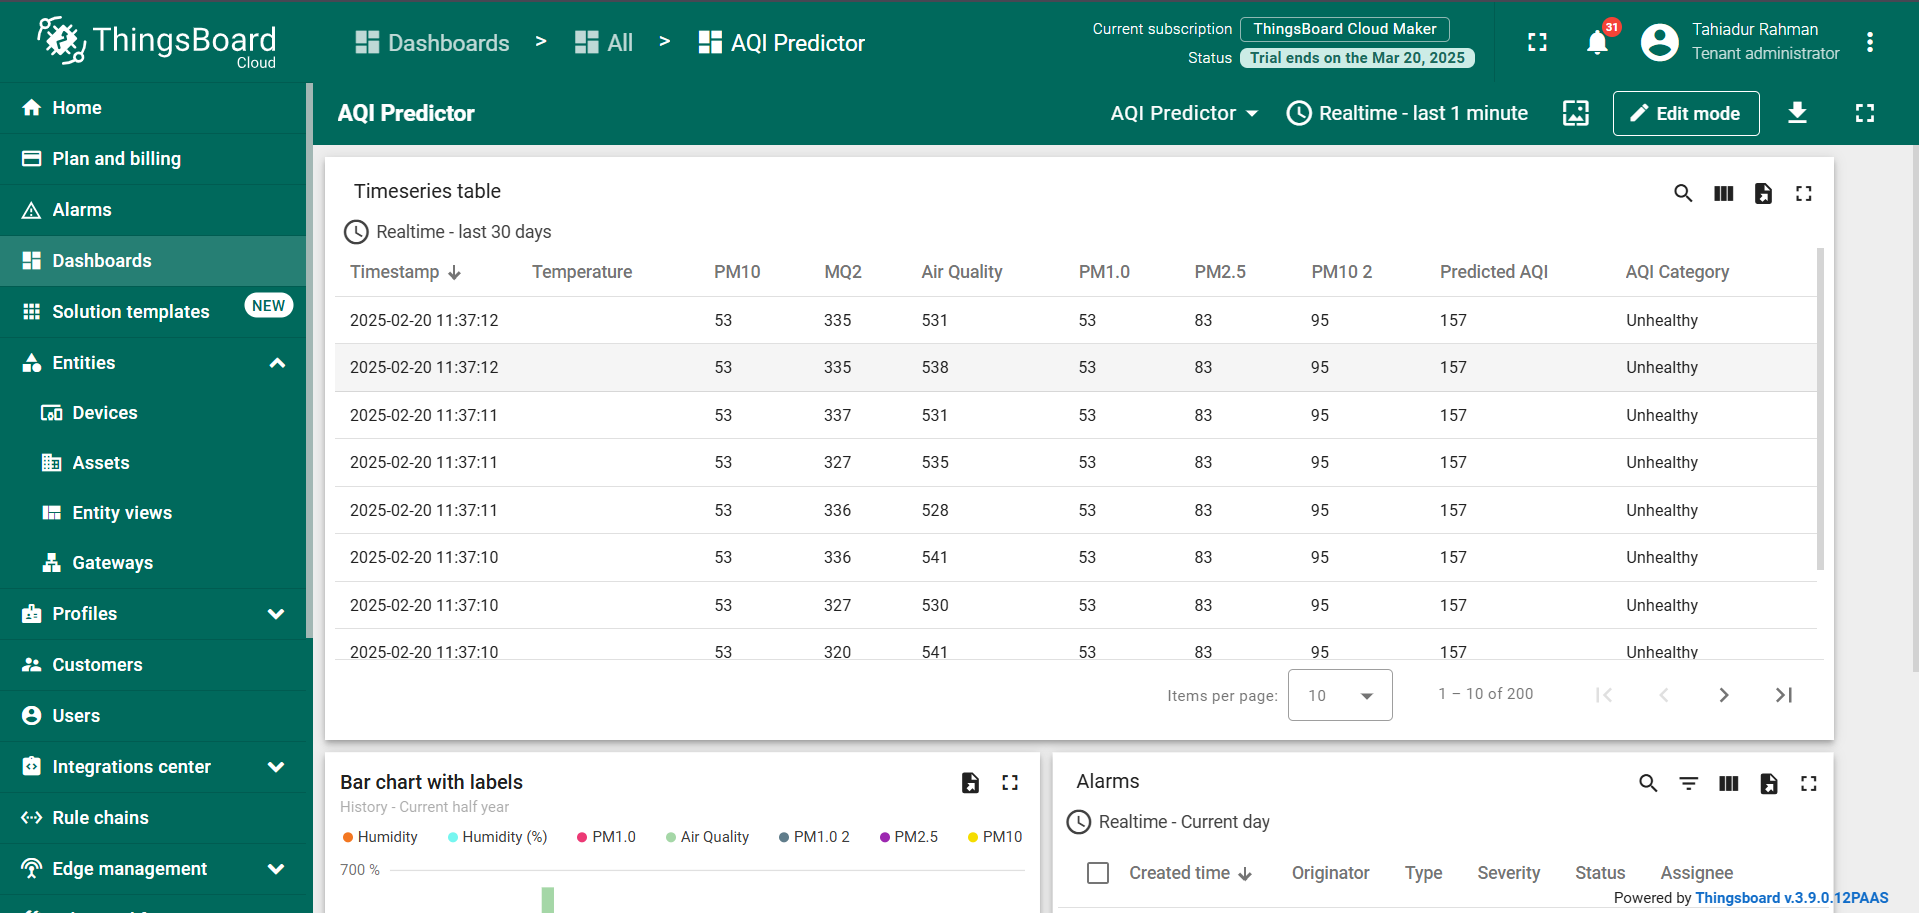 ThingsBoard
Cloud
Dashboards > All > AQI Predictor
Current subscription ThingsBoard Cloud Maker
Status Trial ends on the Mar 20, 2025
31
Tahiadur Rahman
Tenant administrator
Home
Plan and billing
Alarms
Dashboards
Solution templates NEW
Entities
Devices
Assets
Entity views
Gateways
Profiles
Customers
Users
Integrations center
Rule chains
Edge management
AQI Predictor
AQI Predictor Realtime - last 1 minute Edit mode
Timeseries table
Realtime - last 30 days
Timestamp Temperature PM10 MQ2 Air Quality PM1.0 PM2.5 PM10 2 Predicted AQI AQI Category
2025-02-20 11:37:12 53 335 531 53 83 95 157 Unhealthy
2025-02-20 11:37:12 53 335 538 53 83 95 157 Unhealthy
2025-02-20 11:37:11 53 337 531 53 83 95 157 Unhealthy
2025-02-20 11:37:11 53 327 535 53 83 95 157 Unhealthy
2025-02-20 11:37:11 53 336 528 53 83 95 157 Unhealthy
2025-02-20 11:37:10 53 336 541 53 83 95 157 Unhealthy
2025-02-20 11:37:10 53 327 530 53 83 95 157 Unhealthy
2025-02-20 11:37:10 53 320 541 53 83 95 157 Unhealthy
Items per page: 10 1 – 10 of 200
Bar chart with labels
History - Current half year
Humidity Humidity (%) PM1.0 Air Quality PM1.0 2 PM2.5 PM10
700 %
Alarms
Realtime - Current day
Created time Originator Type Severity Status Assignee
Powered by Thingsboard v.3.9.0.12PAAS